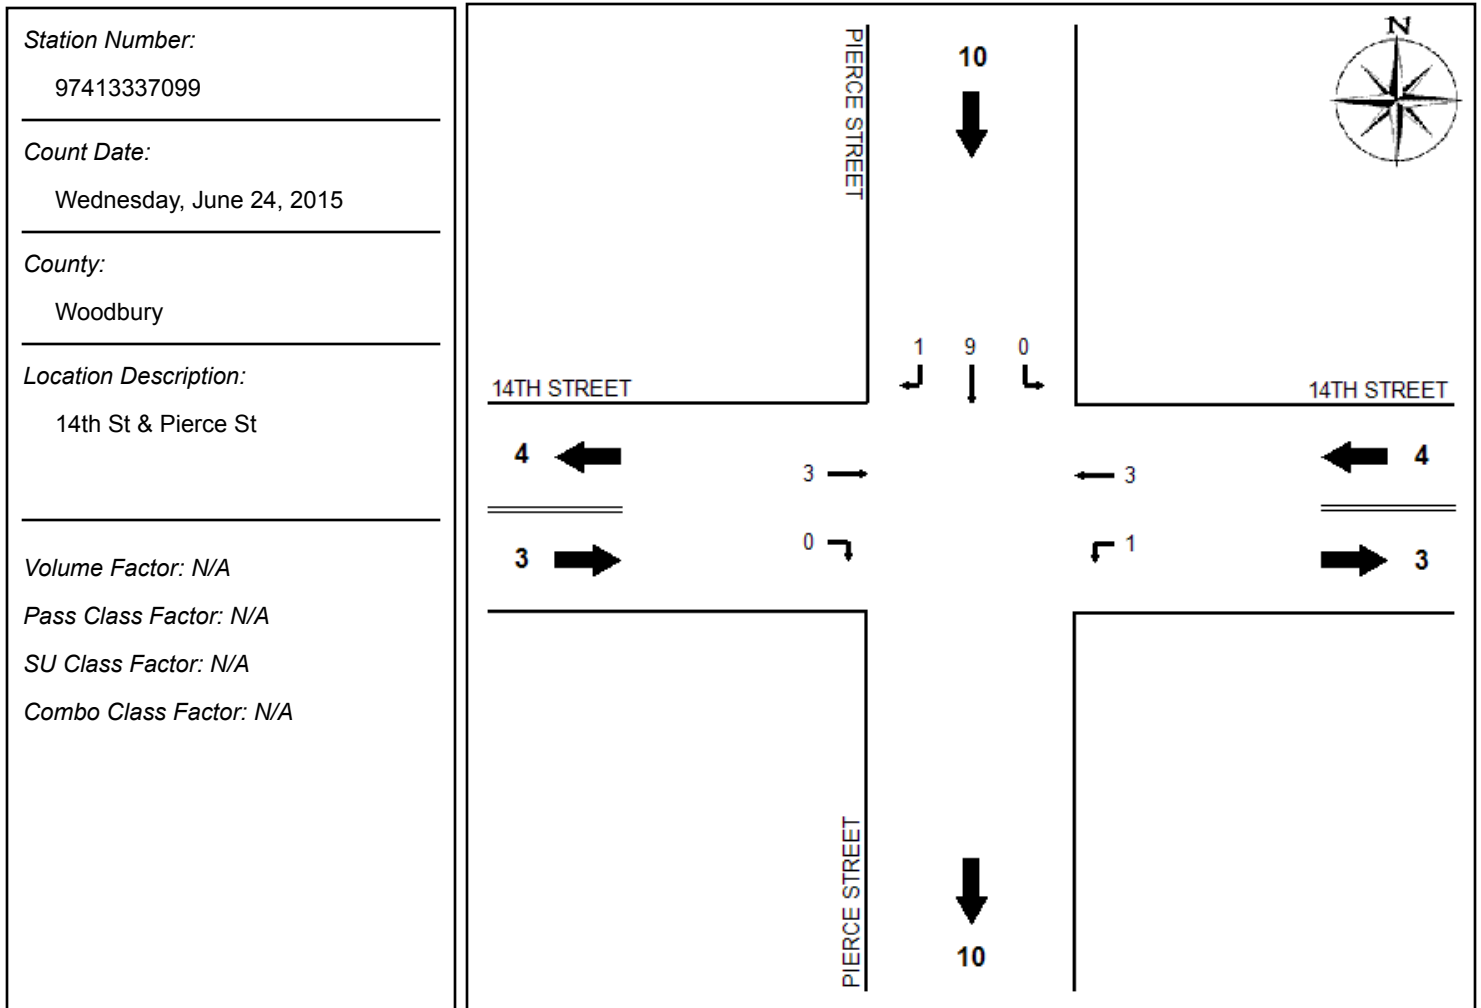 Station Number:
97413337099
Count Date:
Wednesday, June 24, 2015
County:
Woodbury
Location Description:
14th St & Pierce St
Volume Factor: N/A
Pass Class Factor: N/A
SU Class Factor: N/A
Combo Class Factor: N/A
N
PIERCE STREET
10
1 9 0
14TH STREET
14TH STREET
4
3
3
4
3
0
1
3
PIERCE STREET
10